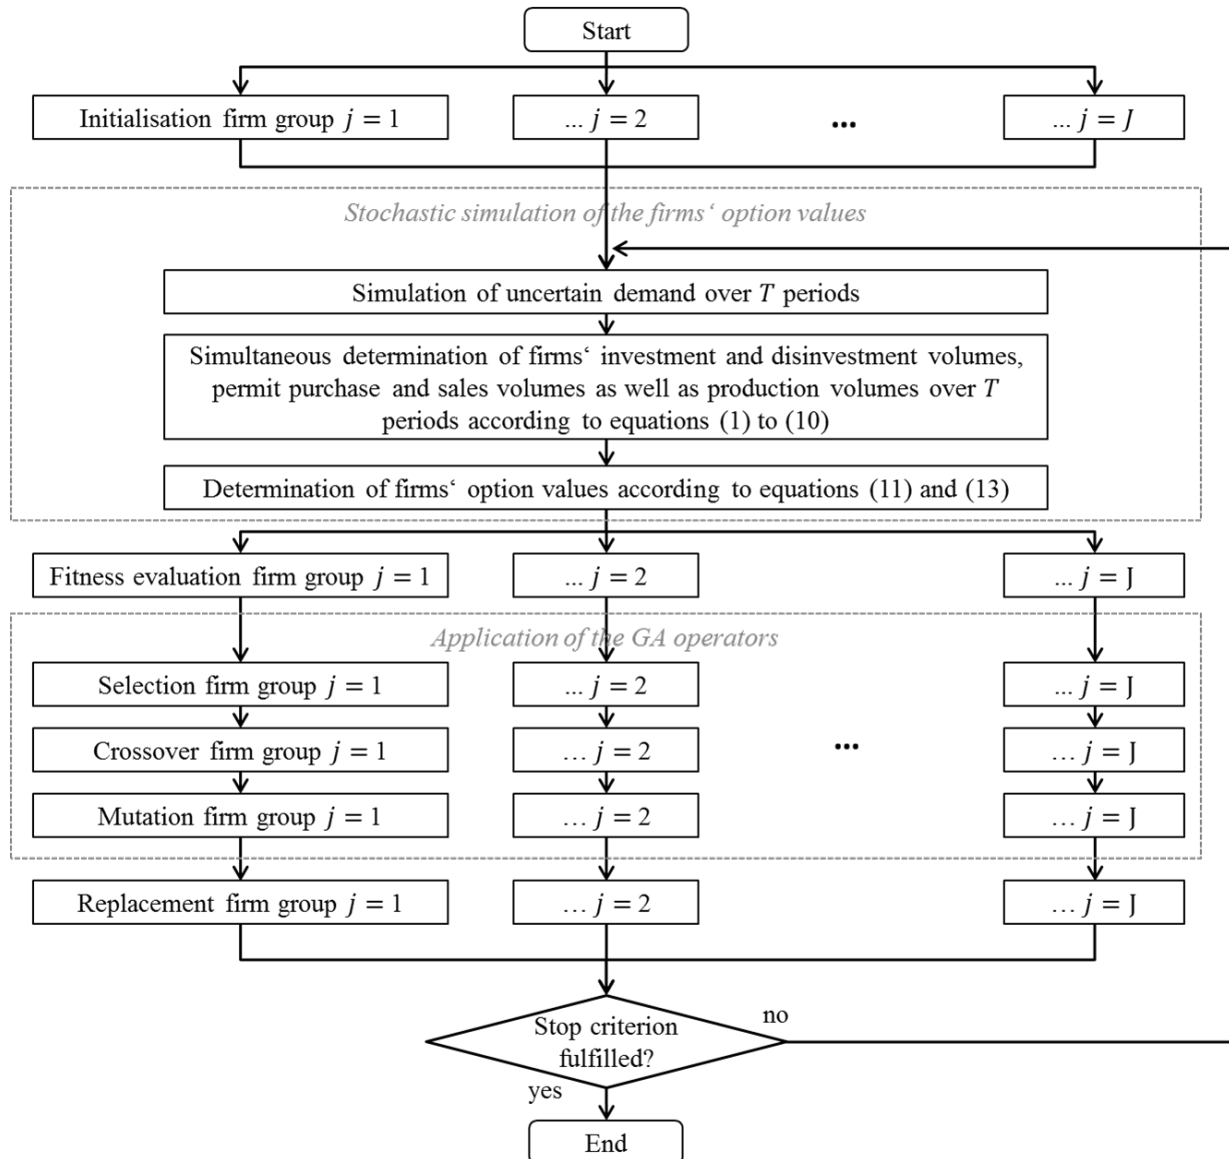 Start
Initialisation firm group j = 1
... j = 2
...
... j = J
Stochastic simulation of the firms‘ option values
Simulation of uncertain demand over T periods
Simultaneous determination of firms‘ investment and disinvestment volumes,
permit purchase and sales volumes as well as production volumes over T
periods according to equations (1) to (10)
Determination of firms‘ option values according to equations (11) and (13)
Fitness evaluation firm group j = 1
... j = 2
... j = J
Application of the GA operators
Selection firm group j = 1
... j = 2
... j = J
Crossover firm group j = 1
… j = 2
...
… j = J
Mutation firm group j = 1
… j = 2
… j = J
Replacement firm group j = 1
… j = 2
… j = J
Stop criterion
fulfilled?
no
yes
End